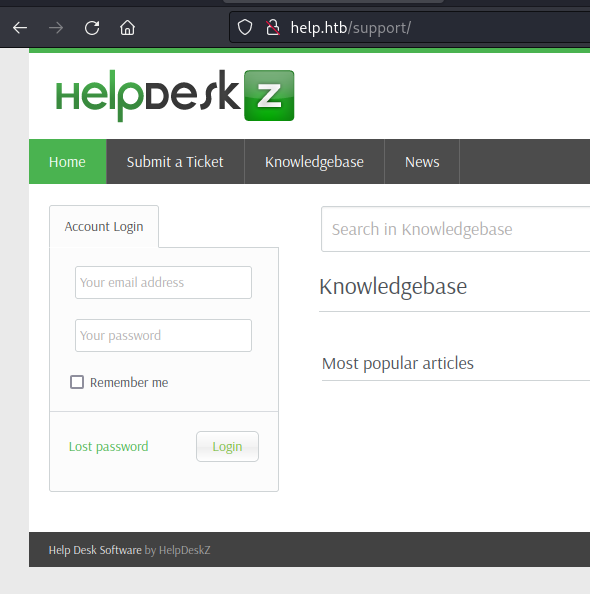 help.htb/support/
HelpDeskZ
Home Submit a Ticket Knowledgebase News
Account Login
Search in Knowledgebase
Your email address
Knowledgebase
Your password
Most popular articles
Remember me
Lost password Login
Help Desk Software by HelpDeskZ